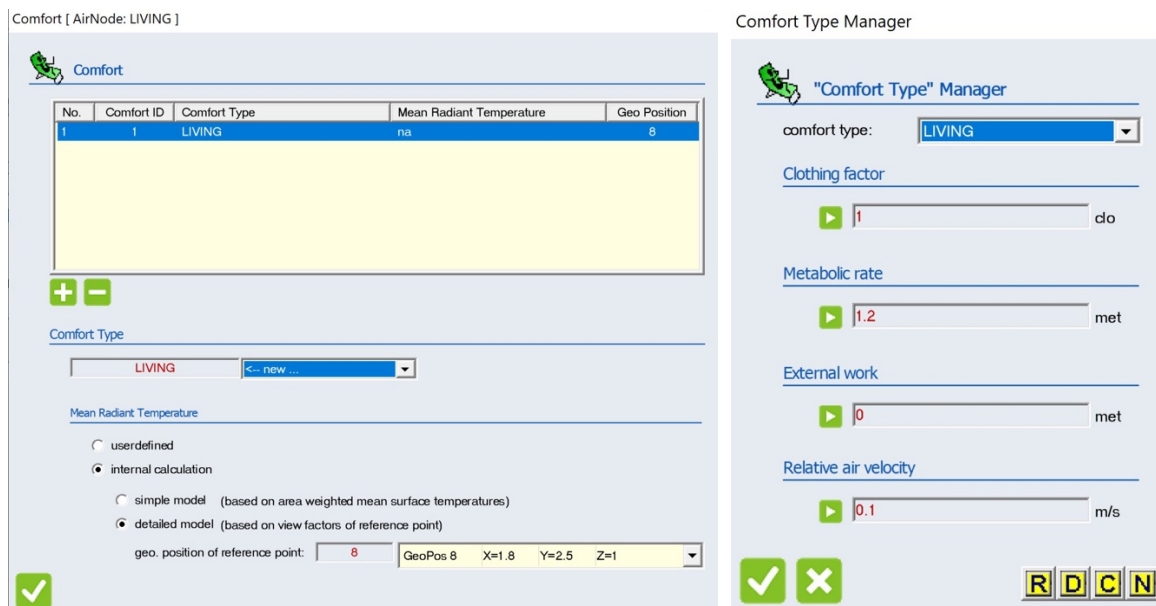 Comfort [ AirNode: LIVING ]
Comfort
No. Comfort ID Comfort Type Mean Radiant Temperature Geo Position
1 1 LIVING na 8
Comfort Type
LIVING <-- new ...
Mean Radiant Temperature
userdefined
internal calculation
simple model (based on area weighted mean surface temperatures)
detailed model (based on view factors of reference point)
geo. position of reference point: 8 GeoPos 8 X=1.8 Y=2.5 Z=1
Comfort Type Manager
"Comfort Type" Manager
comfort type: LIVING
Clothing factor
1 clo
Metabolic rate
1.2 met
External work
0 met
Relative air velocity
0.1 m/s
R D C N